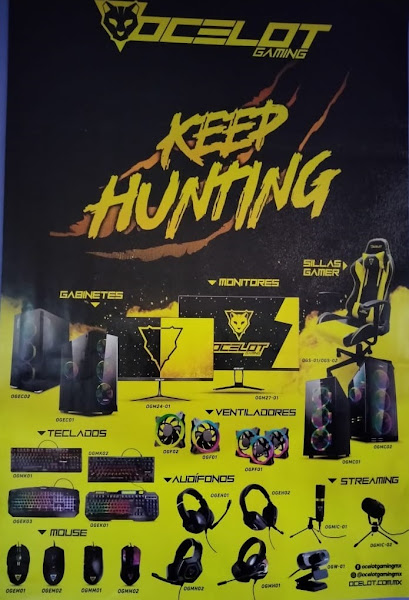 OCELOT
GAMING
KEEP
HUNTING
SILLAS
GAMER
MONITORES
GABINETES
OCELOT
OGS-01/OGS-02
OGEC02
OGEC01
OGM24-01
OGM27-01
VENTILADORES
OGMC01
OGMC02
TECLADOS
OGF02
OGF01
OGPF01
OGMK01
OGMK02
AUDÍFONOS
STREAMING
OGEH01
OGEH02
OGEK03
OGEK01
OGMIC-01
OGMIC-02
MOUSE
OGEM02
OGMM01
OGMM02
OGMH02
OGMH01
OGW-01
ocelotgamingmx
@ocelotgamingmx
OCELOT.COM.MX